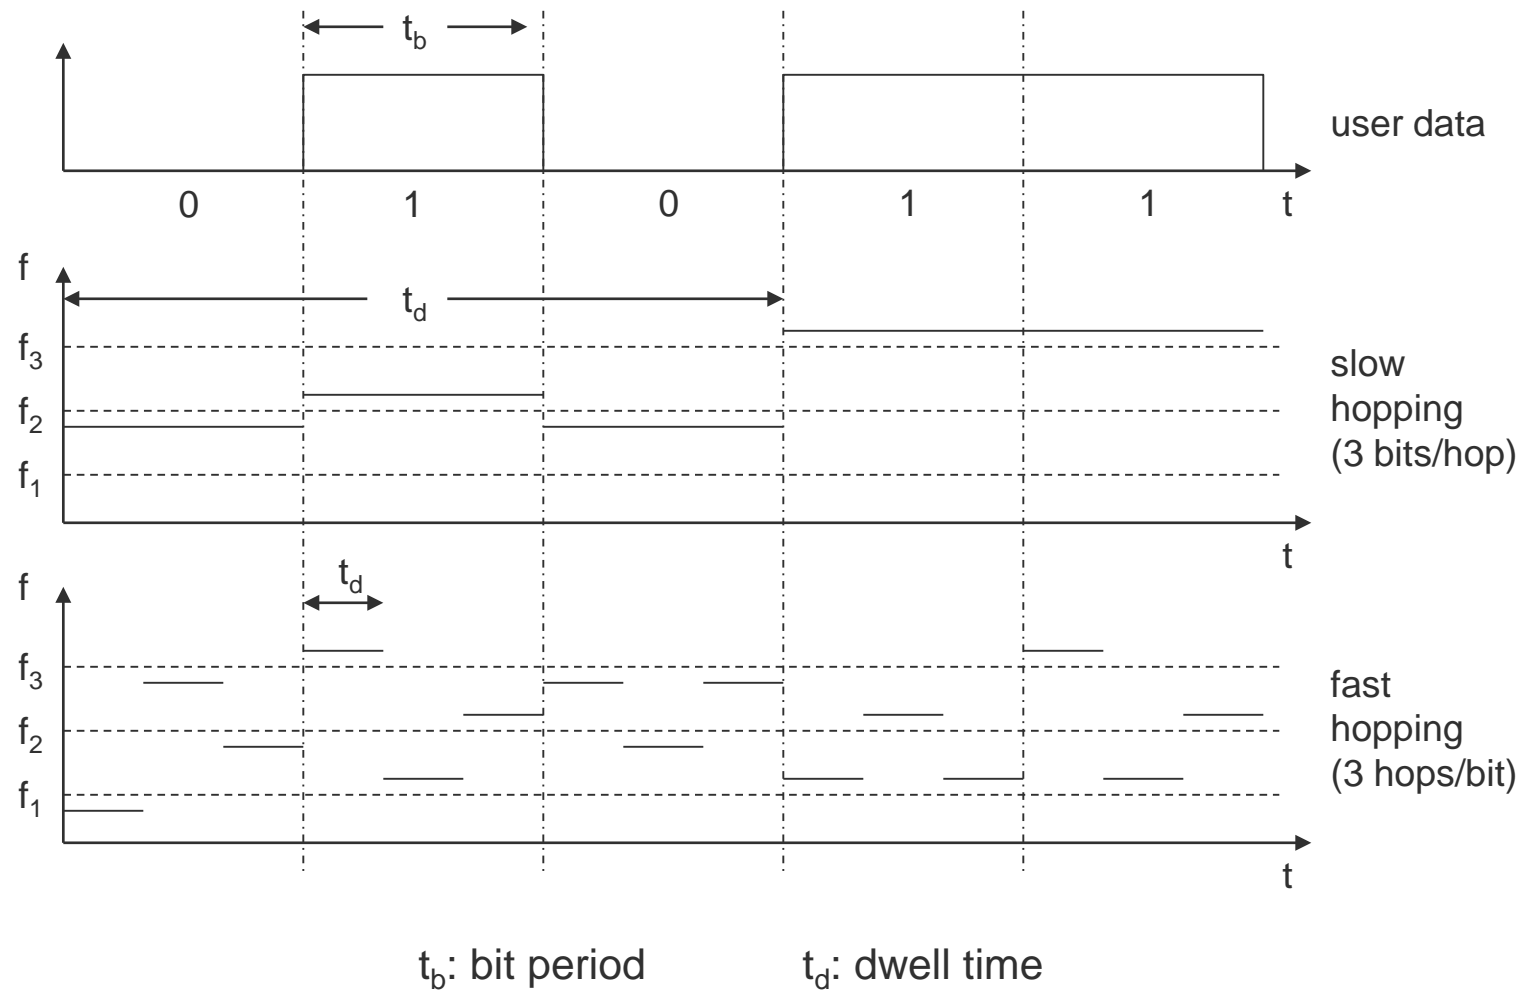 t_b
user data
0 1 0 1 1 t
f
t_d
f_3
f_2
f_1
slow
hopping
(3 bits/hop)
t
f
t_d
f_3
f_2
f_1
fast
hopping
(3 hops/bit)
t
t_b: bit period t_d: dwell time